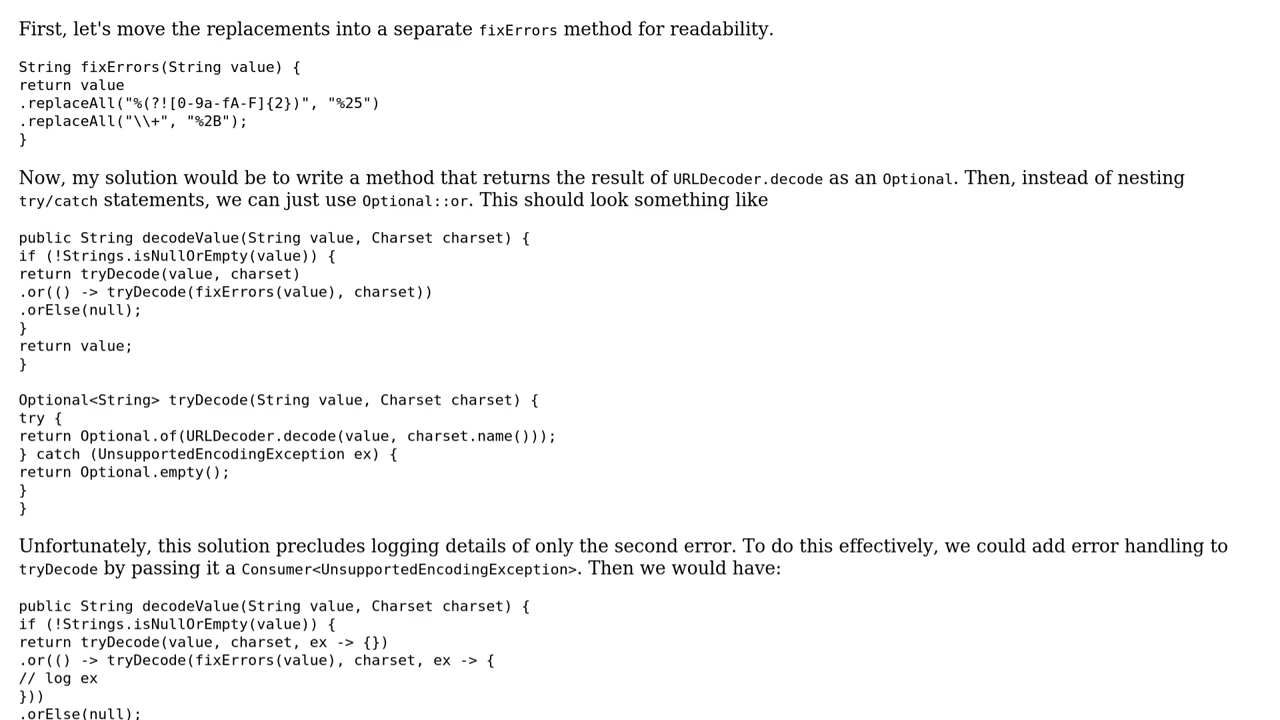 First, let's move the replacements into a separate fixErrors method for readability.
String fixErrors(String value) {
return value
.replaceAll("%(?![0-9a-fA-F]{2})", "%25")
.replaceAll("\\+", "%2B");
}
Now, my solution would be to write a method that returns the result of URLDecoder.decode as an Optional. Then, instead of nesting
try/catch statements, we can just use Optional::or. This should look something like
public String decodeValue(String value, Charset charset) {
if (!Strings.isNullOrEmpty(value)) {
return tryDecode(value, charset)
.or(() -> tryDecode(fixErrors(value), charset))
.orElse(null);
}
return value;
}
Optional<String> tryDecode(String value, Charset charset) {
try {
return Optional.of(URLDecoder.decode(value, charset.name()));
} catch (UnsupportedEncodingException ex) {
return Optional.empty();
}
}
Unfortunately, this solution precludes logging details of only the second error. To do this effectively, we could add error handling to
tryDecode by passing it a Consumer<UnsupportedEncodingException>. Then we would have:
public String decodeValue(String value, Charset charset) {
if (!Strings.isNullOrEmpty(value)) {
return tryDecode(value, charset, ex -> {})
.or(() -> tryDecode(fixErrors(value), charset, ex -> {
// log ex
}))
.orElse(null);